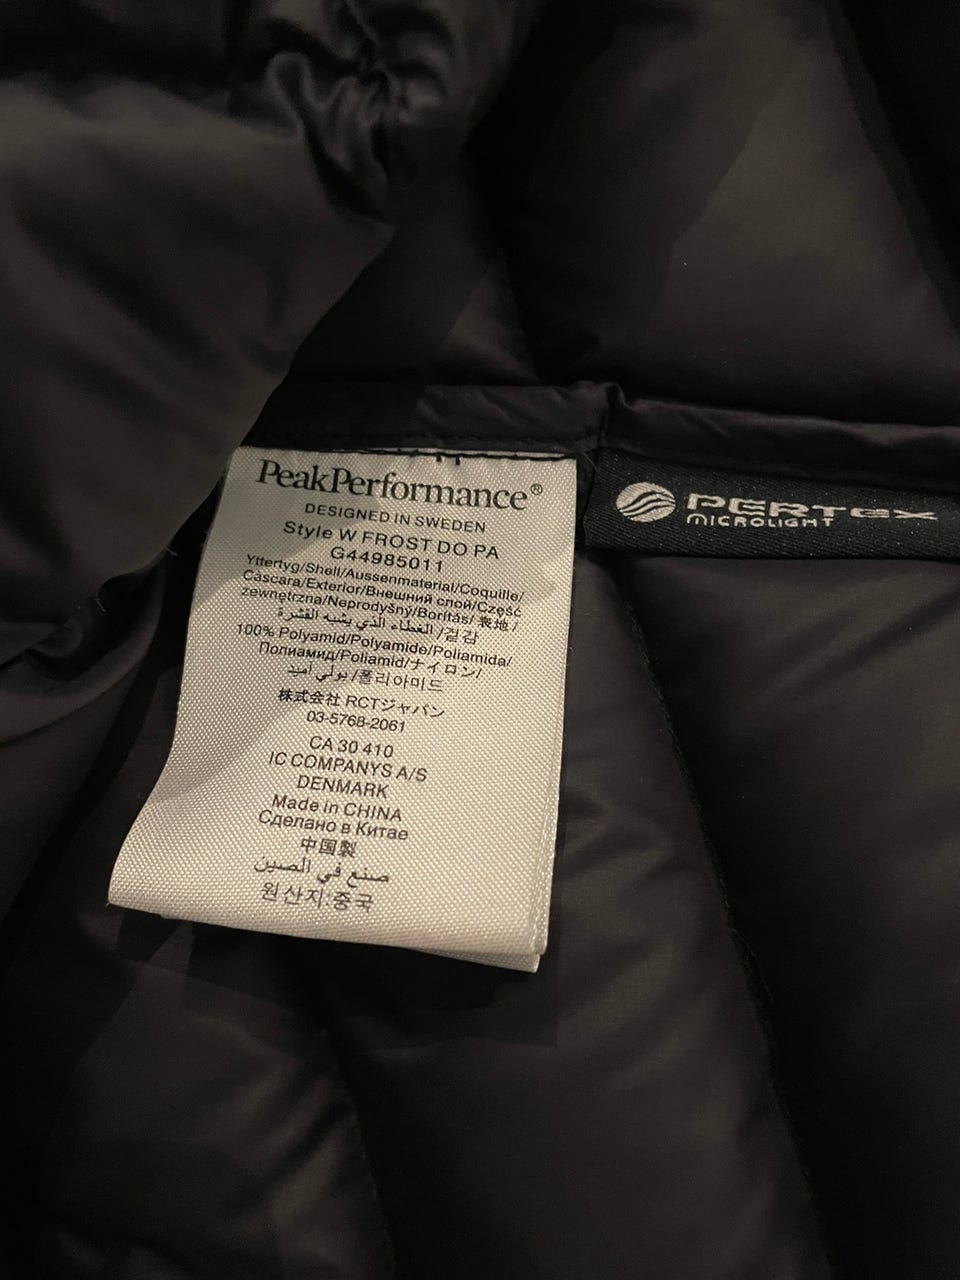 PeakPerformance®
DESIGNED IN SWEDEN
Style W FROST DO PA
G44985011
Yttertyg/Shell/Aussenmaterial/Coquille/
Cáscara/Exterior/Внешний слой/Część
zewnętrzna/Neprodyšný/Borítás/ 表地/
الغطاء الذي يشبه القشرة/겉감
100% Polyamid/Polyamide/Poliamida/
Полиамид/Poliamid/ナイロン/
بولي أميد/폴리아미드
株式会社 RCTジャパン
03-5768-2061
CA 30 410
IC COMPANYS A/S
DENMARK
Made in CHINA
Сделано в Китае
中国製
صنع في الصين
원산지:중국
PERTEX
MICROLIGHT